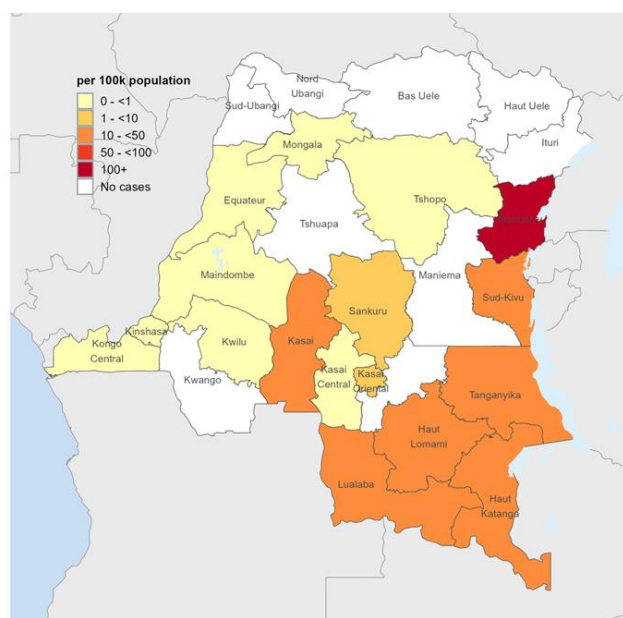 per 100k population
0 - <1
1 - <10
10 - <50
50 - <100
100+
No cases
Nord
Ubangi
Sud-Ubangi
Bas Uele
Haut Uele
Ituri
Mongala
Equateur
Tshopo
Tshuapa
Maindombe
Maniema
Sud-Kivu
Sankuru
Kinshasa
Kongo
Central
Kwilu
Kasai
Kwango
Kasai
Central
Kasai
Oriental
Tanganyika
Haut
Lomami
Lualaba
Haut
Katanga